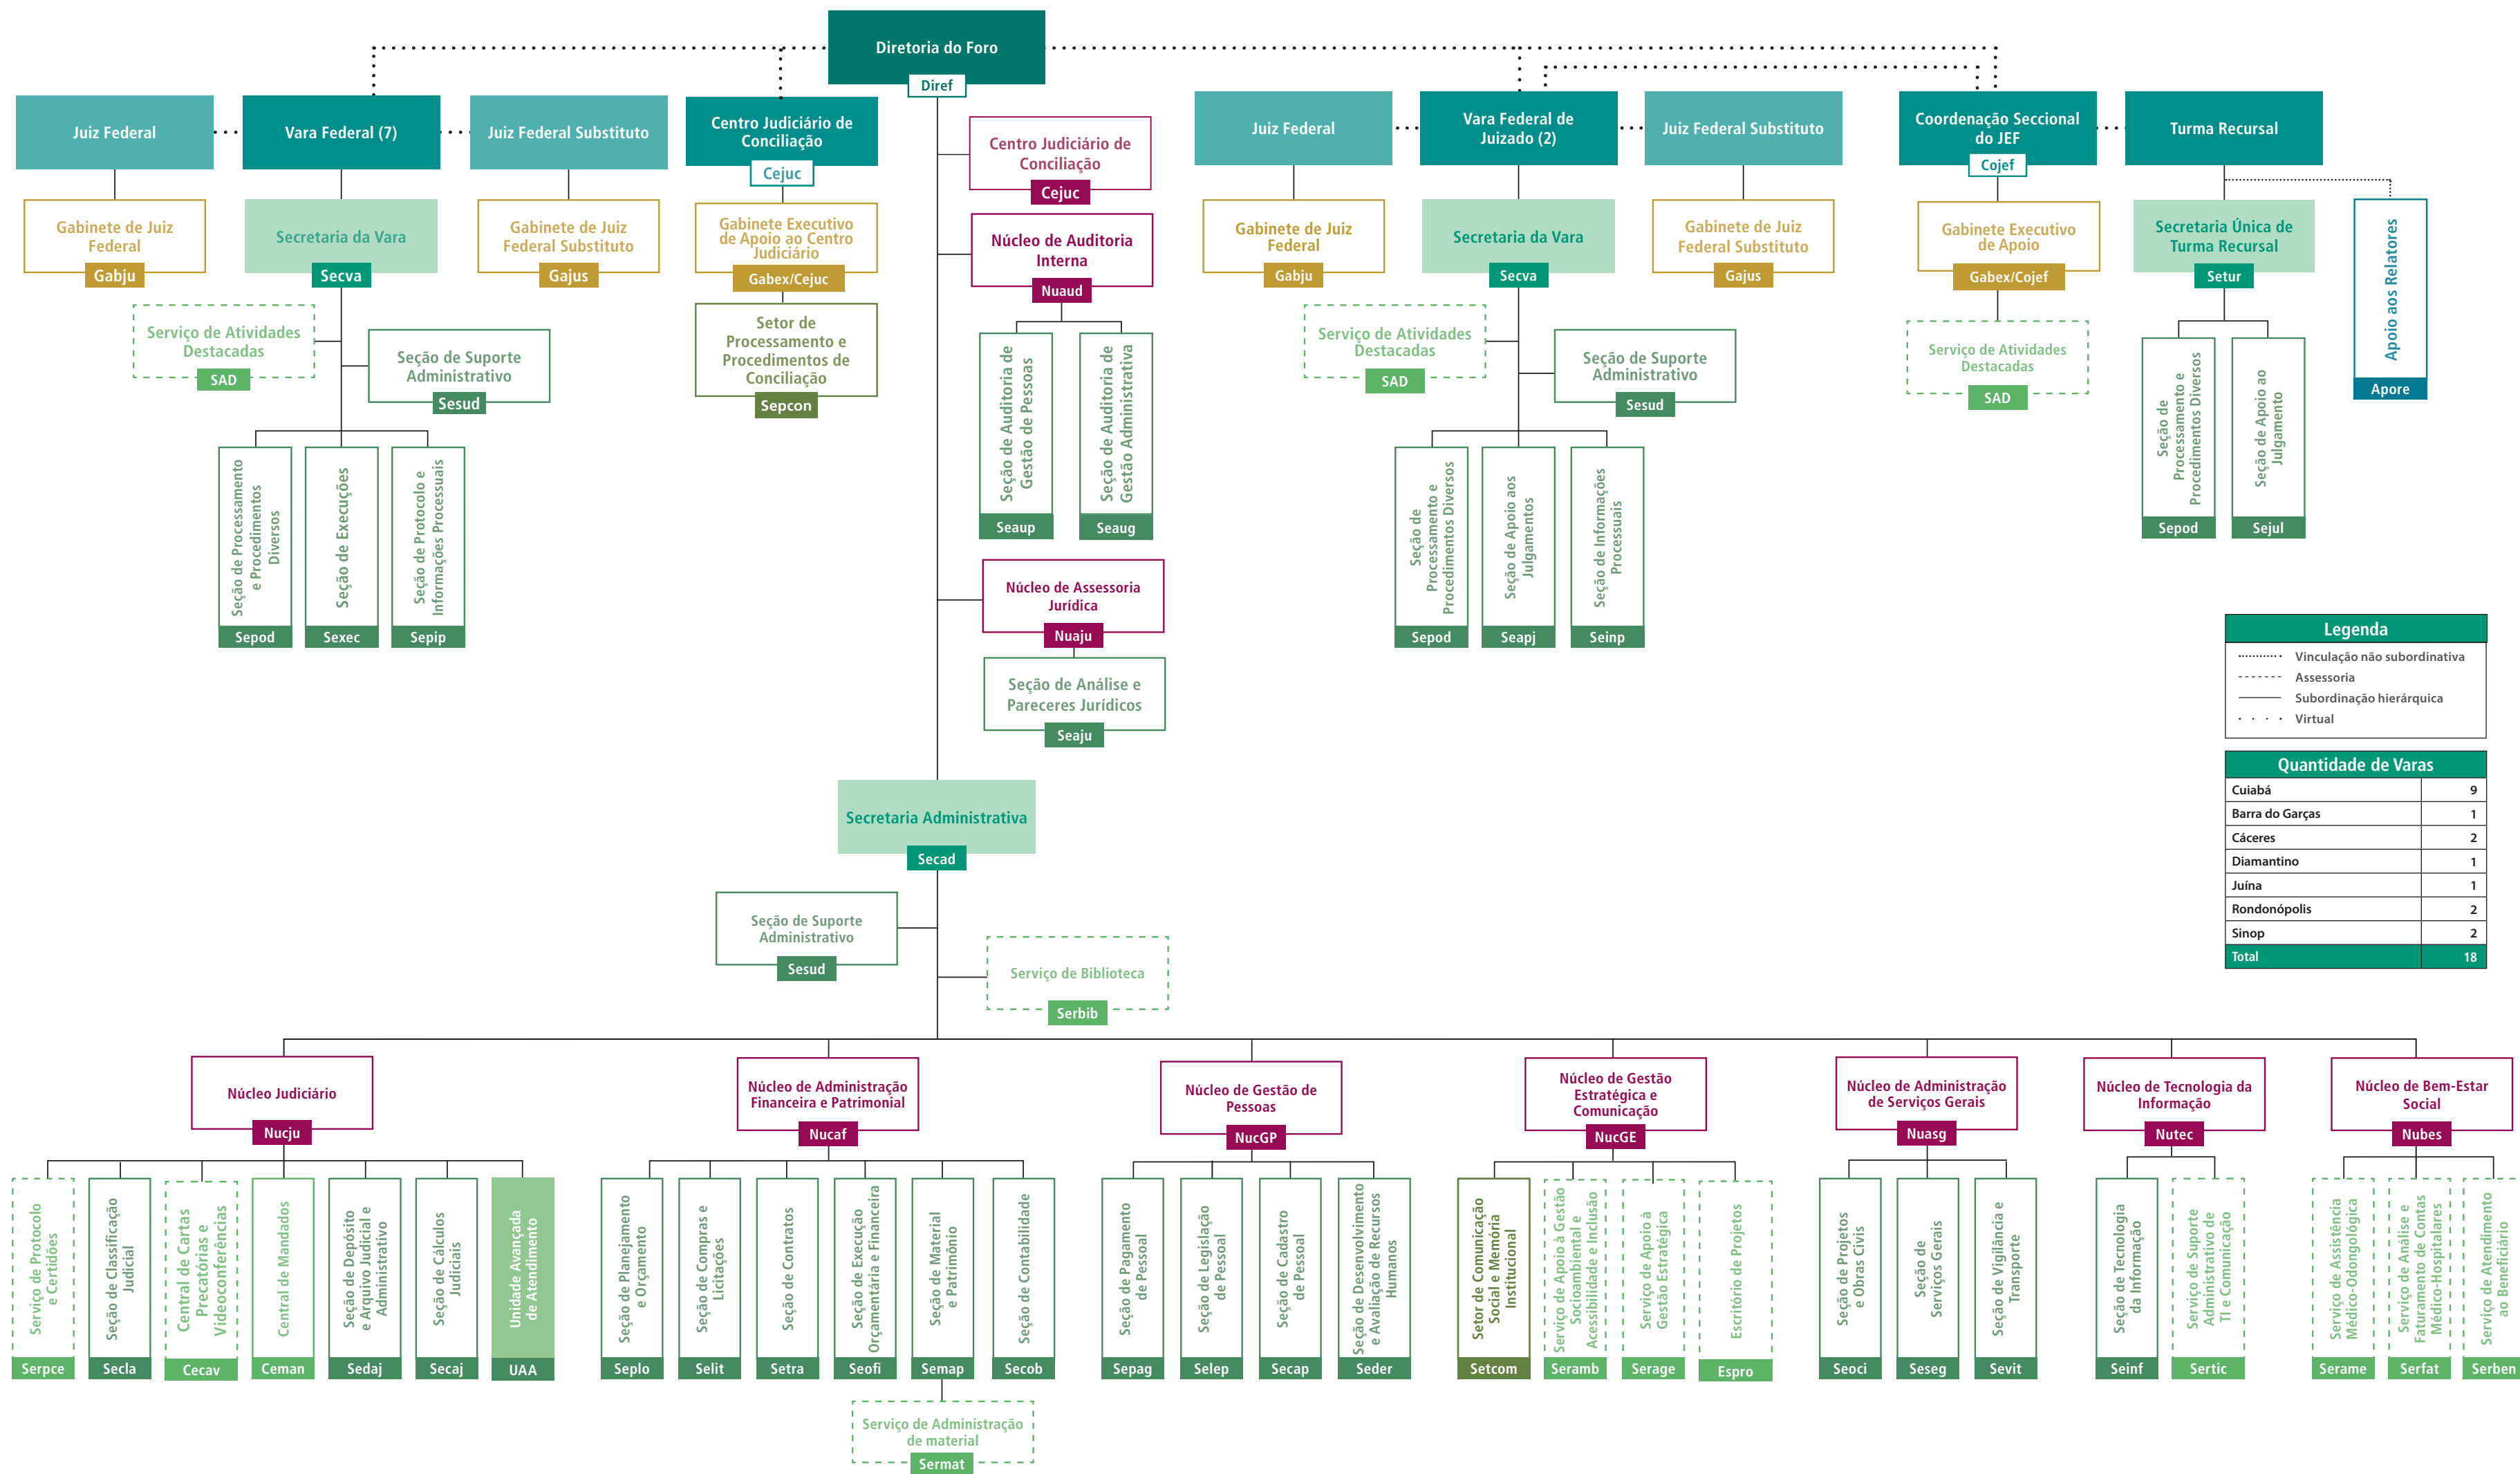 Diretoria do Foro
Diref
Juiz Federal
Vara Federal (7)
Juiz Federal Substituto
Centro Judiciário de
Conciliação
Cejuc
Centro Judiciário de
Conciliação
Cejuc
Juiz Federal
Vara Federal de
Juizado (2)
Juiz Federal Substituto
Coordenação Seccional
do JEF
Cojef
Turma Recursal
Gabinete de Juiz
Federal
Gabju
Secretaria da Vara
Secva
Gabinete de Juiz
Federal Substituto
Gajus
Gabinete Executivo
de Apoio ao Centro
Judiciário
Gabex/Cejuc
Núcleo de Auditoria
Interna
Nuaud
Gabinete de Juiz
Federal
Gabju
Secretaria da Vara
Secva
Gabinete de Juiz
Federal Substituto
Gajus
Gabinete Executivo
de Apoio
Gabex/Cojef
Secretaria Única de
Turma Recursal
Setur
Apoio aos Relatores
Apore
Serviço de Atividades
Destacadas
SAD
Seção de Suporte
Administrativo
Sesud
Setor de
Processamento e
Procedimentos de
Conciliação
Sepcon
Seção de Auditoria de
Gestão de Pessoas
Seaup
Seção de Auditoria de
Gestão Administrativa
Seaug
Serviço de Atividades
Destacadas
SAD
Seção de Suporte
Administrativo
Sesud
Serviço de Atividades
Destacadas
SAD
Seção de
Processamento e
Procedimentos Diversos
Sepod
Seção de Apoio ao
Julgamento
Sejul
Seção de Processamento
e Procedimentos
Diversos
Sepod
Seção de Execuções
Sexec
Seção de Protocolo e
Informações Processuais
Sepip
Seção de
Processamento e
Procedimentos Diversos
Sepod
Seção de Apoio aos
Julgamentos
Seapj
Seção de Informações
Processuais
Seinp
Núcleo de Assessoria
Jurídica
Nuaju
Seção de Análise e
Pareceres Jurídicos
Seaju
Legenda
Vinculação não subordinativa
Assessoria
Subordinação hierárquica
Virtual
Quantidade de Varas
Cuiabá 9
Barra do Garças 1
Cáceres 2
Diamantino 1
Juína 1
Rondonópolis 2
Sinop 2
Total 18
Secretaria Administrativa
Secad
Seção de Suporte
Administrativo
Sesud
Serviço de Biblioteca
Serbib
Núcleo Judiciário
Nucju
Núcleo de Administração
Financeira e Patrimonial
Nucaf
Núcleo de Gestão de
Pessoas
NucGP
Núcleo de Gestão
Estratégica e
Comunicação
NucGE
Núcleo de Administração
de Serviços Gerais
Nuasg
Núcleo de Tecnologia da
Informação
Nutec
Núcleo de Bem-Estar
Social
Nubes
Serviço de Protocolo
e Certidões
Serpce
Seção de Classificação
Judicial
Secla
Central de Cartas
Precatórias e
Videoconferências
Cecav
Central de Mandados
Ceman
Seção de Depósito
e Arquivo Judicial e
Administrativo
Sedaj
Seção de Cálculos
Judiciais
Secaj
Unidade Avançada
de Atendimento
UAA
Seção de Planejamento
e Orçamento
Seplo
Seção de Compras e
Licitações
Selit
Seção de Contratos
Setra
Seção de Execução
Orçamentária e Financeira
Seofi
Seção de Material
e Patrimônio
Semap
Seção de Contabilidade
Secob
Seção de Pagamento
de Pessoal
Sepag
Seção de Legislação
de Pessoal
Selep
Seção de Cadastro
de Pessoal
Secap
Seção de Desenvolvimento
e Avaliação de Recursos
Humanos
Seder
Setor de Comunicação
Social e Memória
Institucional
Setcom
Serviço de Apoio à Gestão
Socioambiental e
Acessibilidade e Inclusão
Seramb
Serviço de Apoio à
Gestão Estratégica
Serage
Escritório de Projetos
Espro
Seção de Projetos
e Obras Civis
Seoci
Seção de
Serviços Gerais
Seseg
Seção de Vigilância e
Transporte
Sevit
Seção de Tecnologia
da Informação
Seinf
Serviço de Suporte
Administrativo de
TI e Comunicação
Sertic
Serviço de Assistência
Médico-Odongológica
Serame
Serviço de Análise e
Faturamento de Contas
Médico-Hospitalares
Serfat
Serviço de Atendimento
ao Beneficiário
Serben
Serviço de Administração
de material
Sermat